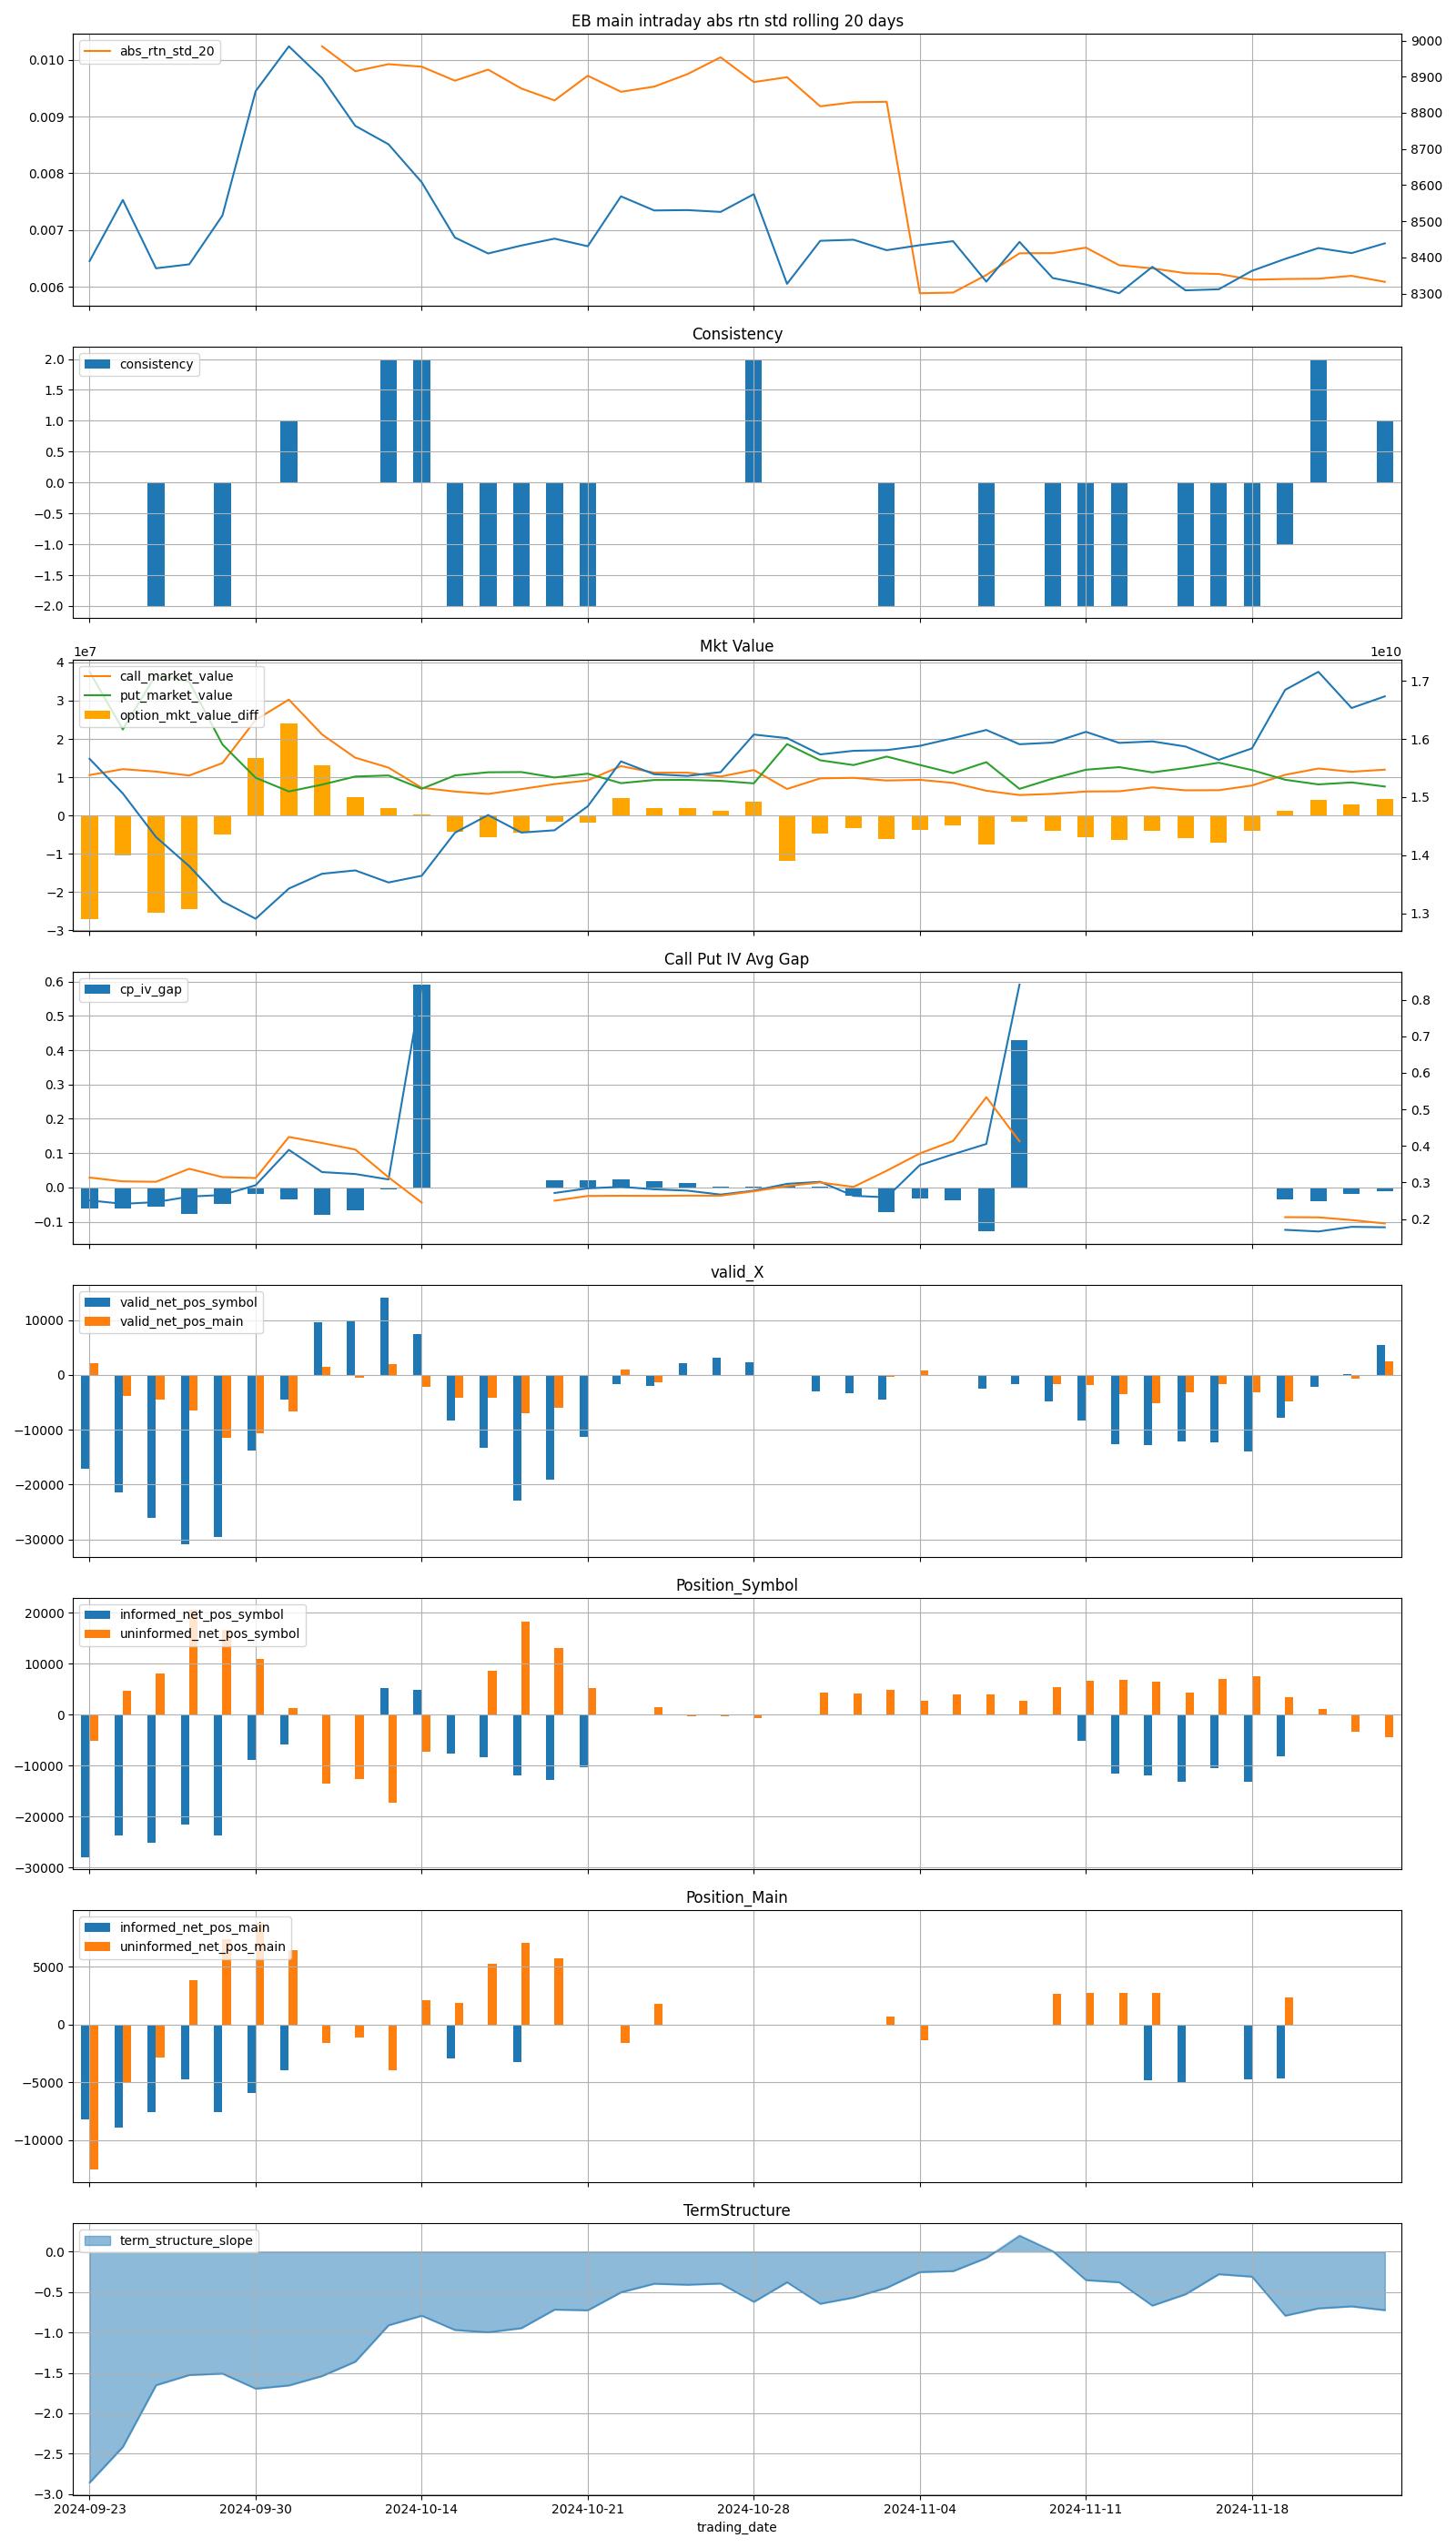 EB main intraday abs rtn std rolling 20 days
abs_rtn_std_20
0.010
0.009
0.008
0.007
0.006
9000
8900
8800
8700
8600
8500
8400
8300
Consistency
consistency
2.0
1.5
1.0
0.5
0.0
−0.5
−1.0
−1.5
−2.0
Mkt Value
1e7
1e10
call_market_value
put_market_value
option_mkt_value_diff
4
3
2
1
0
−1
−2
−3
1.7
1.6
1.5
1.4
1.3
Call Put IV Avg Gap
cp_iv_gap
0.6
0.5
0.4
0.3
0.2
0.1
0.0
−0.1
0.8
0.7
0.6
0.5
0.4
0.3
0.2
valid_X
valid_net_pos_symbol
valid_net_pos_main
10000
0
−10000
−20000
−30000
Position_Symbol
informed_net_pos_symbol
uninformed_net_pos_symbol
20000
10000
0
−10000
−20000
−30000
Position_Main
informed_net_pos_main
uninformed_net_pos_main
5000
0
−5000
−10000
TermStructure
term_structure_slope
0.0
−0.5
−1.0
−1.5
−2.0
−2.5
−3.0
2024-09-23 2024-09-30 2024-10-14 2024-10-21 2024-10-28 2024-11-04 2024-11-11 2024-11-18
trading_date